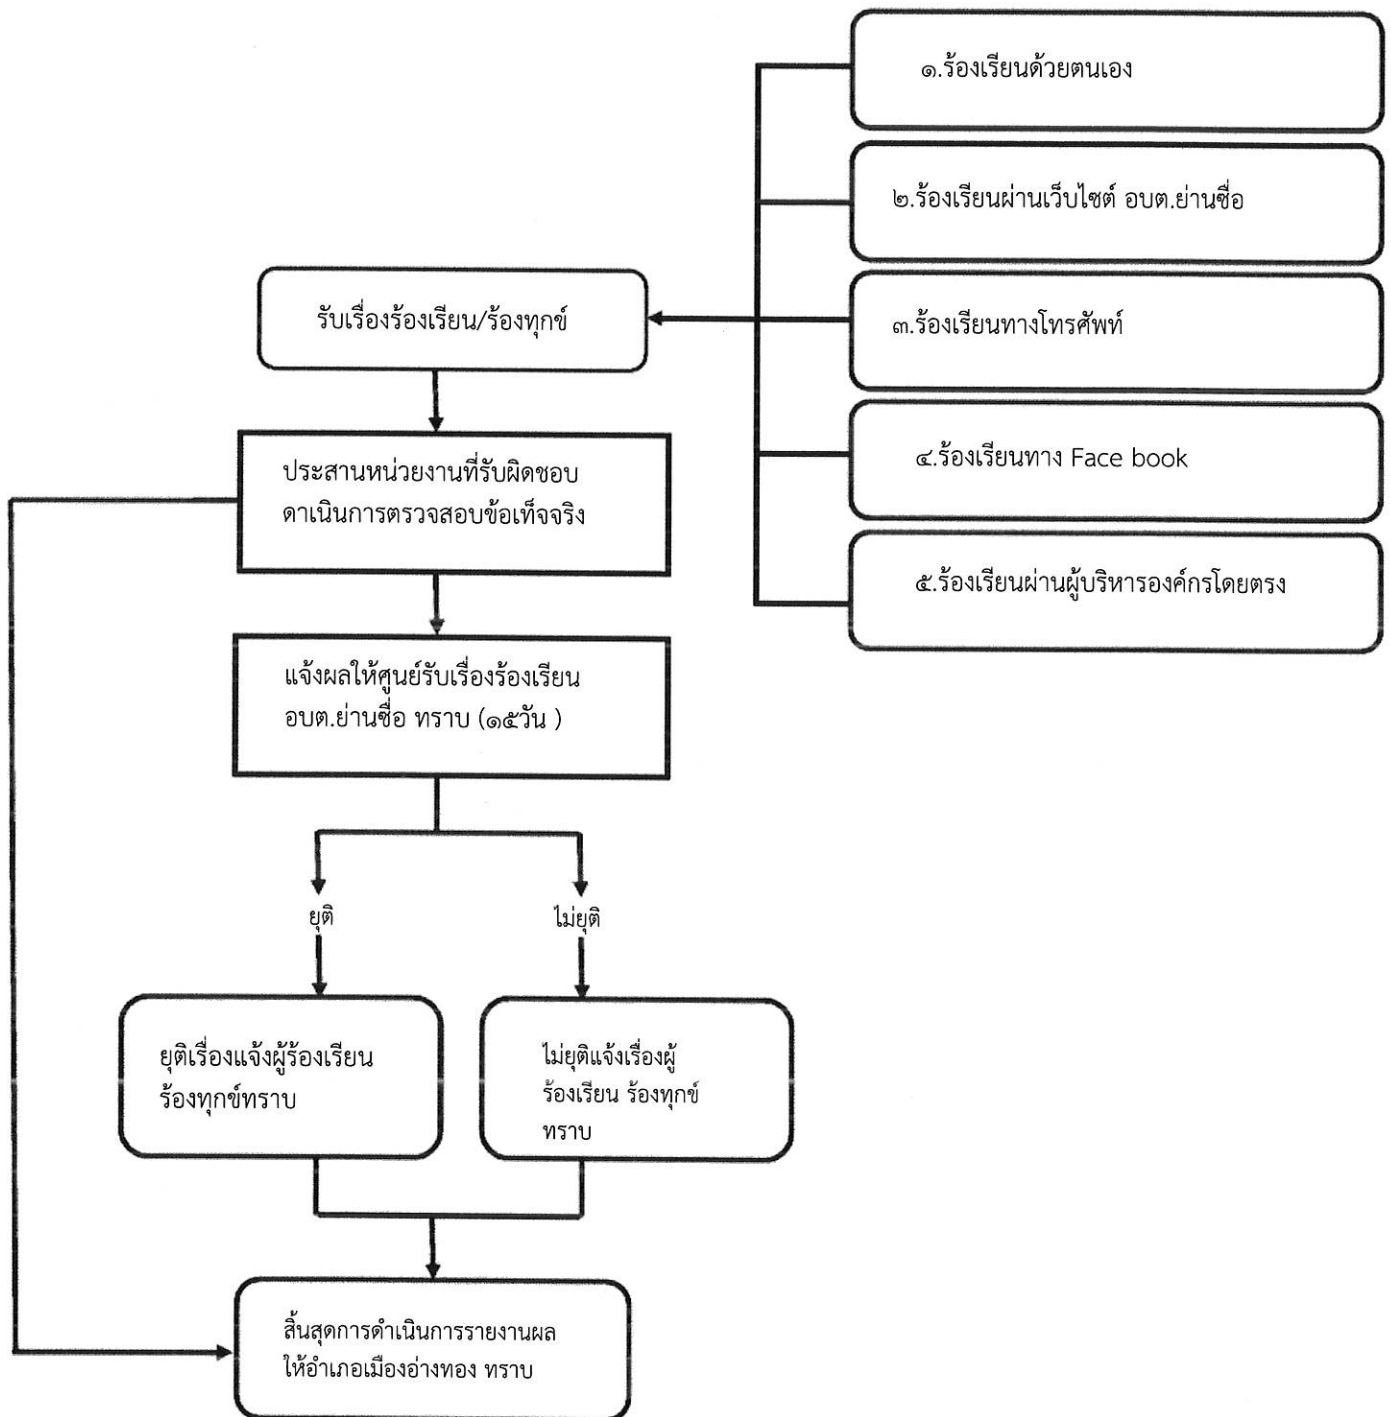 ๑.ร้องเรียนด้วยตนเอง
๒.ร้องเรียนผ่านเว็บไซต์ อบต.ย่านซื่อ
๓.ร้องเรียนทางโทรศัพท์
๔.ร้องเรียนทาง Face book
๕.ร้องเรียนผ่านผู้บริหารองค์กรโดยตรง
รับเรื่องร้องเรียน/ร้องทุกข์
ประสานหน่วยงานที่รับผิดชอบ
ดาเนินการตรวจสอบข้อเท็จจริง
แจ้งผลให้ศูนย์รับเรื่องร้องเรียน
อบต.ย่านซื่อ ทราบ (๑๕วัน )
ยุติ
ไม่ยุติ
ยุติเรื่องแจ้งผู้ร้องเรียน
ร้องทุกข์ทราบ
ไม่ยุติแจ้งเรื่องผู้
ร้องเรียน ร้องทุกข์
ทราบ
สิ้นสุดการดำเนินการรายงานผล
ให้อำเภอเมืองอ่างทอง ทราบ